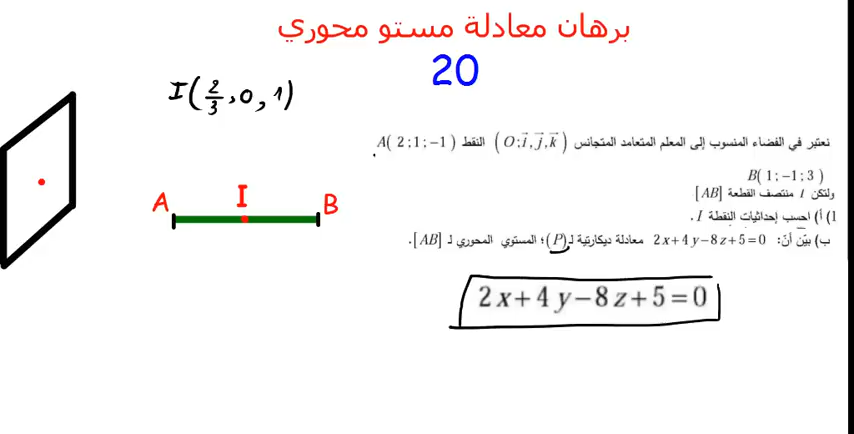 برهان معادلة مستو محوري
20
I(2/3, 0, 1)
نعتبر في الفضاء المنسوب إلى المعلم المتعامد المتجانس (O; i⃗, j⃗, k⃗) النقط A(2;1;−1)
B(1;−1;3)
ولتكن I منتصف القطعة [AB]
1) أ) احسب إحداثيات النقطة I.
ب) بيّن أنّ: 2x+4y−8z+5=0 معادلة ديكارتية لـ(P)؛ المستوي المحوري لـ [AB].
A I B
2x+4y−8z+5=0